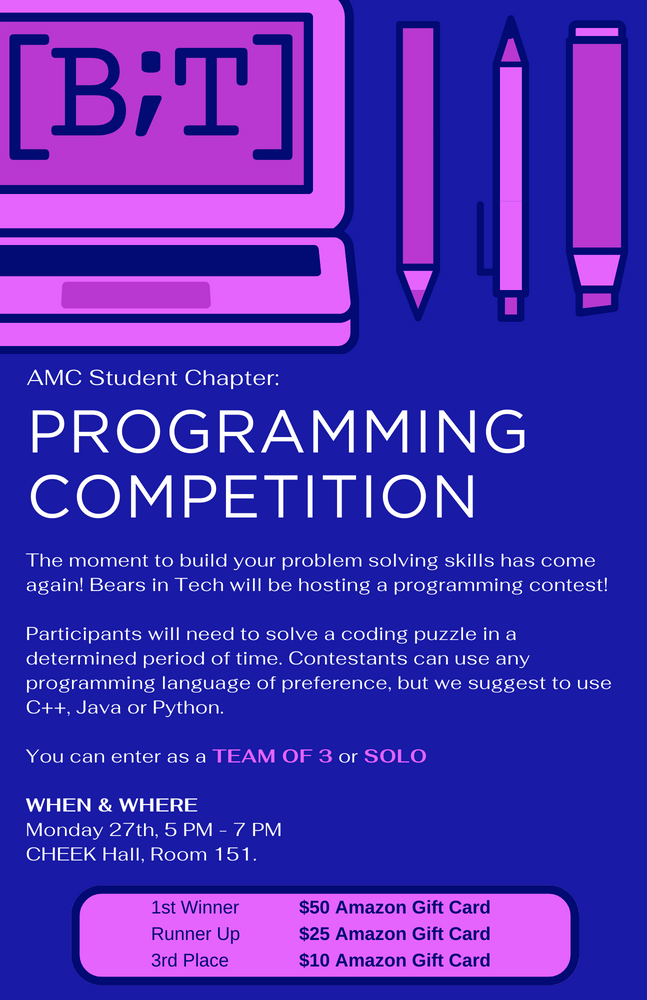 [B;T]
AMC Student Chapter:
PROGRAMMING
COMPETITION
The moment to build your problem solving skills has come
again! Bears in Tech will be hosting a programming contest!
Participants will need to solve a coding puzzle in a
determined period of time. Contestants can use any
programming language of preference, but we suggest to use
C++, Java or Python.
You can enter as a TEAM OF 3 or SOLO
WHEN & WHERE
Monday 27th, 5 PM - 7 PM
CHEEK Hall, Room 151.
1st Winner $50 Amazon Gift Card
Runner Up $25 Amazon Gift Card
3rd Place $10 Amazon Gift Card